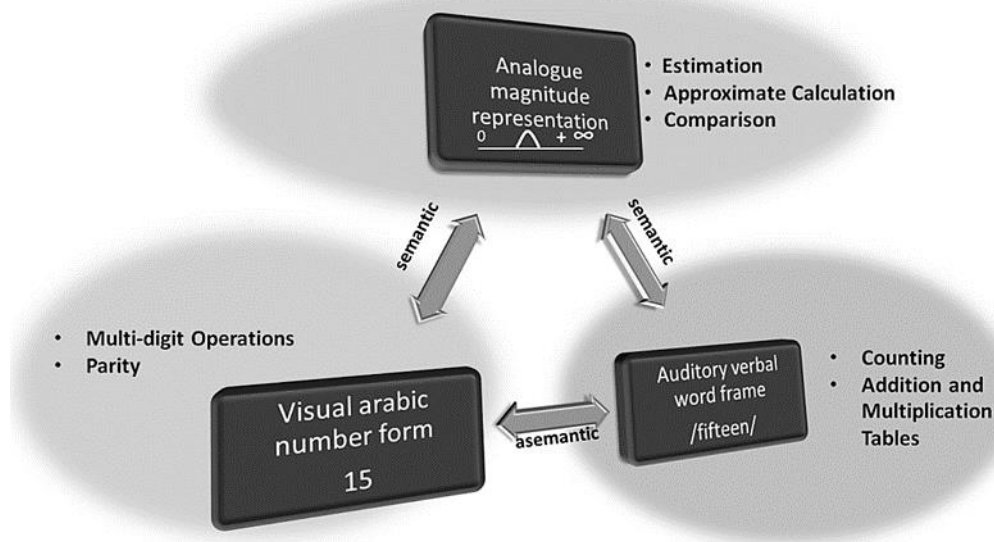 Analogue
magnitude
representation
0 + ∞
• Estimation
• Approximate Calculation
• Comparison
semantic
semantic
• Multi-digit Operations
• Parity
Visual arabic
number form
15
asemantic
Auditory verbal
word frame
/fifteen/
• Counting
• Addition and
Multiplication
Tables